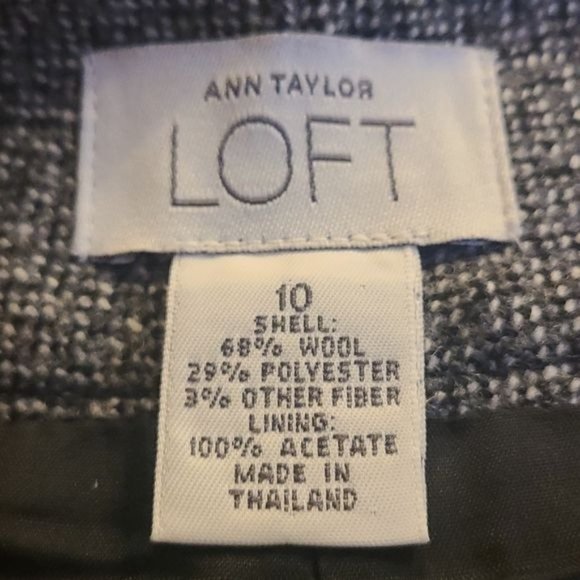 ANN TAYLOR
LOFT
10
SHELL:
68% WOOL
29% POLYESTER
3% OTHER FIBER
LINING:
100% ACETATE
MADE IN
THAILAND